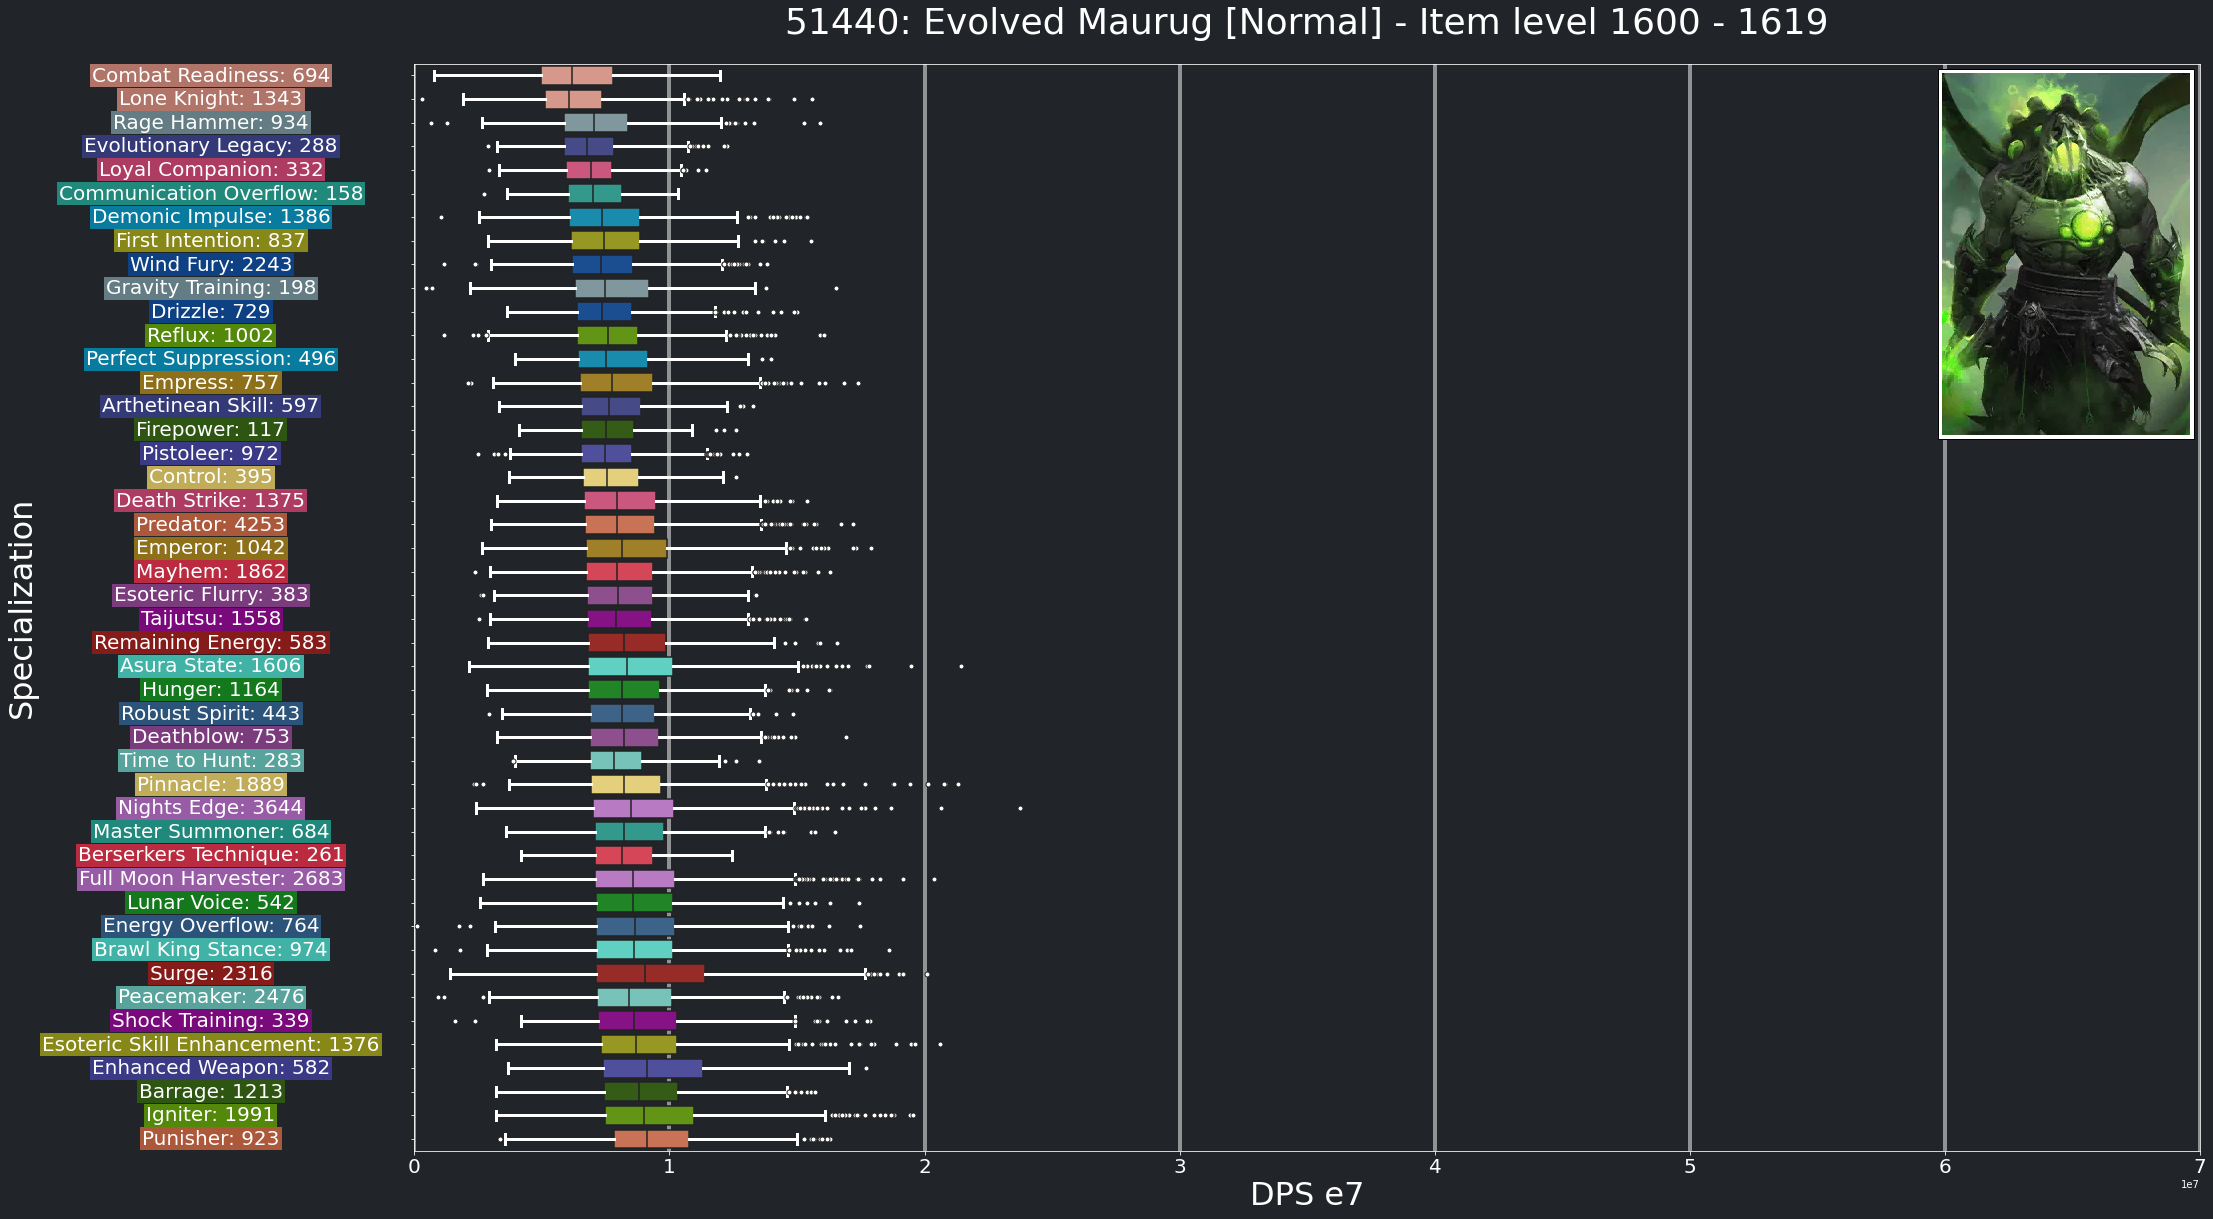 51440: Evolved Maurug [Normal] - Item level 1600 - 1619
Specialization
Combat Readiness: 694
Lone Knight: 1343
Rage Hammer: 934
Evolutionary Legacy: 288
Loyal Companion: 332
Communication Overflow: 158
Demonic Impulse: 1386
First Intention: 837
Wind Fury: 2243
Gravity Training: 198
Drizzle: 729
Reflux: 1002
Perfect Suppression: 496
Empress: 757
Arthetinean Skill: 597
Firepower: 117
Pistoleer: 972
Control: 395
Death Strike: 1375
Predator: 4253
Emperor: 1042
Mayhem: 1862
Esoteric Flurry: 383
Taijutsu: 1558
Remaining Energy: 583
Asura State: 1606
Hunger: 1164
Robust Spirit: 443
Deathblow: 753
Time to Hunt: 283
Pinnacle: 1889
Nights Edge: 3644
Master Summoner: 684
Berserkers Technique: 261
Full Moon Harvester: 2683
Lunar Voice: 542
Energy Overflow: 764
Brawl King Stance: 974
Surge: 2316
Peacemaker: 2476
Shock Training: 339
Esoteric Skill Enhancement: 1376
Enhanced Weapon: 582
Barrage: 1213
Igniter: 1991
Punisher: 923
0 1 2 3 4 5 6 7
1e7
DPS e7